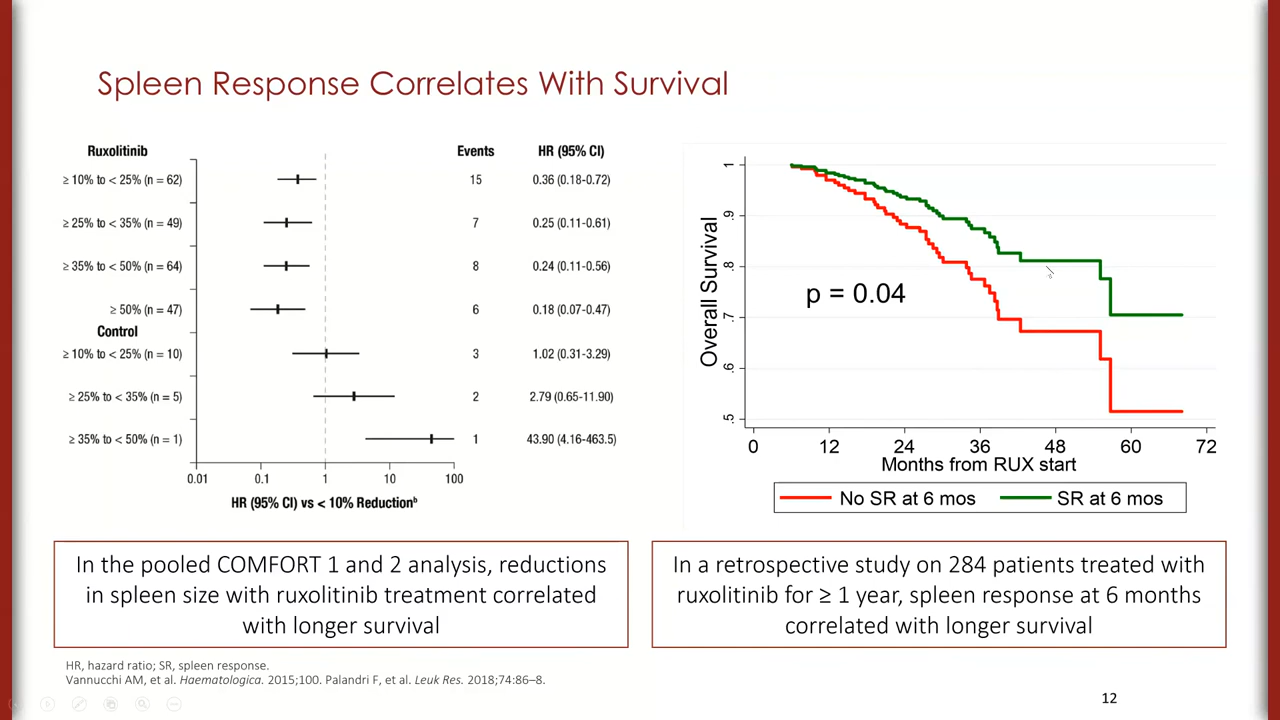 Spleen Response Correlates With Survival
Ruxolitinib Events HR (95% CI)
≥ 10% to < 25% (n = 62) 15 0.36 (0.18-0.72)
≥ 25% to < 35% (n = 49) 7 0.25 (0.11-0.61)
≥ 35% to < 50% (n = 64) 8 0.24 (0.11-0.56)
≥ 50% (n = 47) 6 0.18 (0.07-0.47)
Control
≥ 10% to < 25% (n = 10) 3 1.02 (0.31-3.29)
≥ 25% to < 35% (n = 5) 2 2.79 (0.65-11.90)
≥ 35% to < 50% (n = 1) 1 43.90 (4.16-463.5)
0.01 0.1 1 10 100
HR (95% CI) vs < 10% Reductionᵇ
Overall Survival
1
.9
.8
.7
.6
.5
p = 0.04
0 12 24 36 48 60 72
Months from RUX start
No SR at 6 mos SR at 6 mos
In the pooled COMFORT 1 and 2 analysis, reductions
in spleen size with ruxolitinib treatment correlated
with longer survival
In a retrospective study on 284 patients treated with
ruxolitinib for ≥ 1 year, spleen response at 6 months
correlated with longer survival
HR, hazard ratio; SR, spleen response.
Vannucchi AM, et al. Haematologica. 2015;100. Palandri F, et al. Leuk Res. 2018;74:86–8.
12